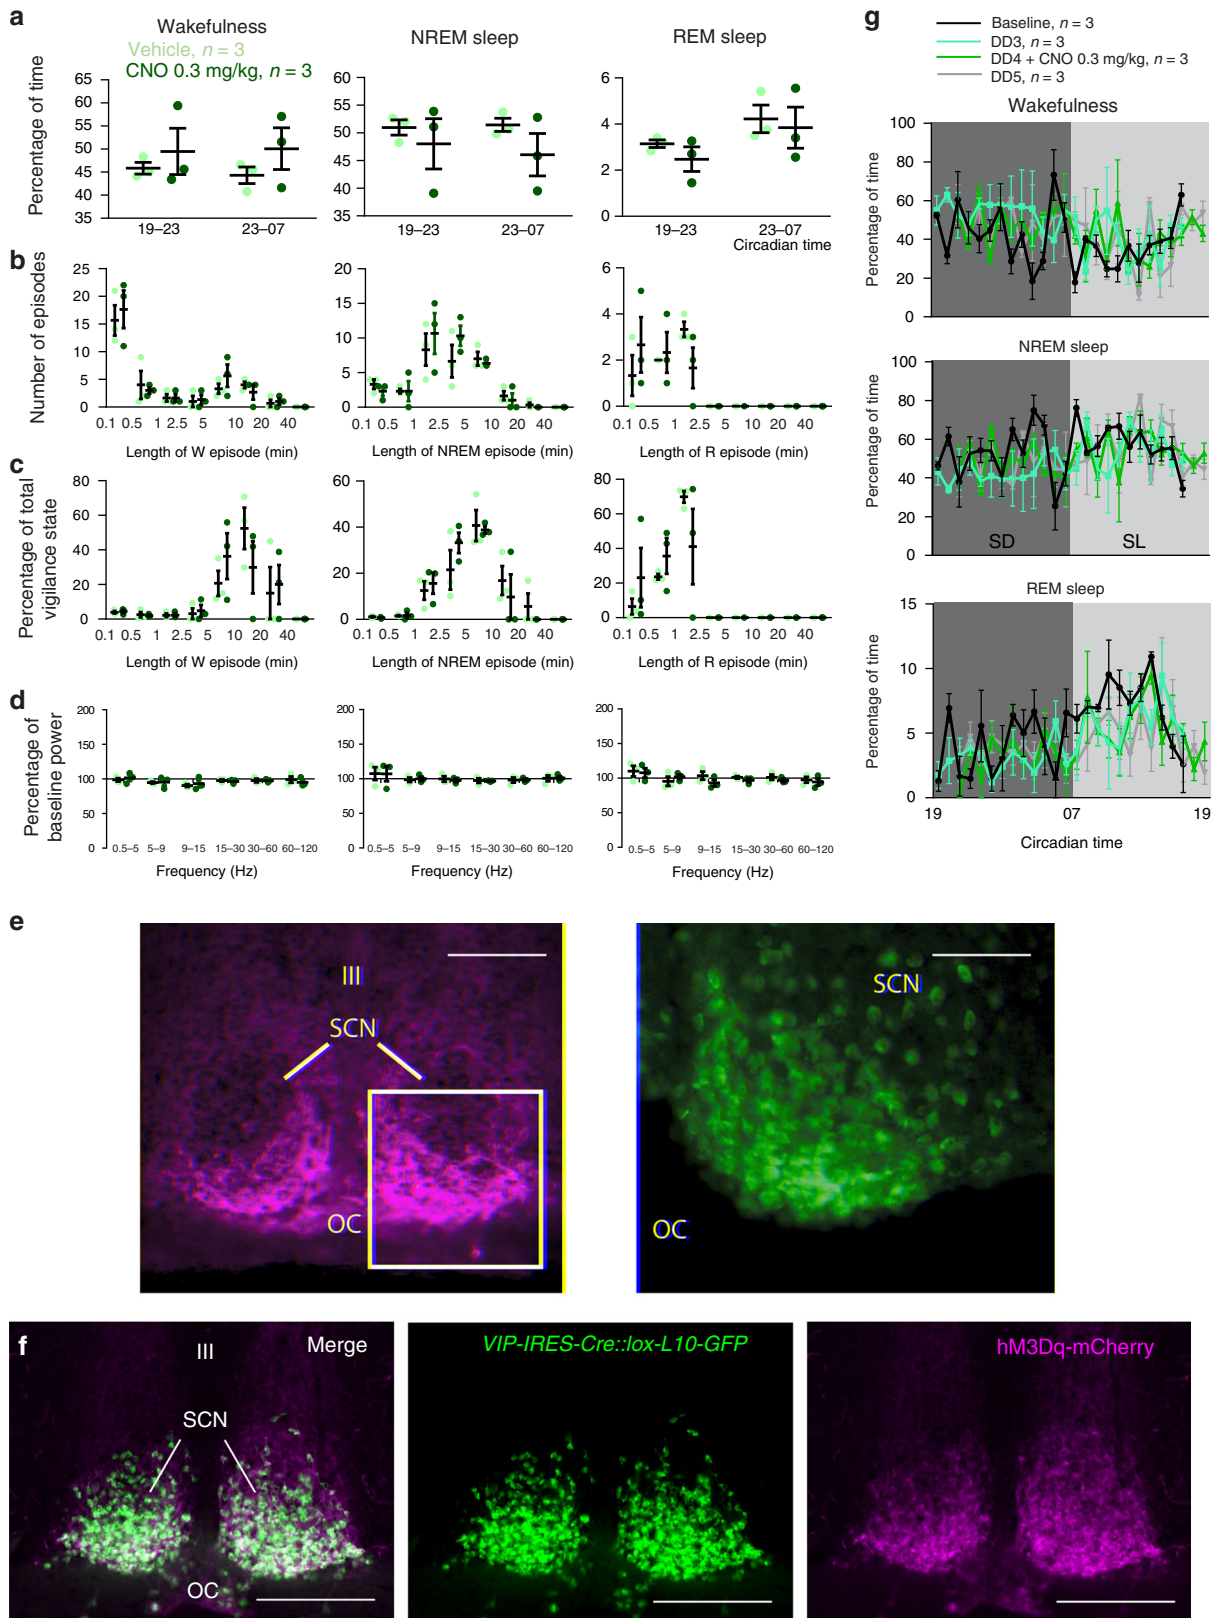 a
Wakefulness
NREM sleep
REM sleep
Vehicle, n = 3
CNO 0.3 mg/kg, n = 3
Percentage of time
65
60
55
50
45
40
35
19–23
23–07
60
55
50
45
40
35
19–23
23–07
6
4
2
0
19–23
23–07
Circadian time
b
Number of episodes
25
20
15
10
5
0
0.1 0.5 1 2.5 5 10 20 40
Length of W episode (min)
20
15
10
5
0
0.1 0.5 1 2.5 5 10 20 40
Length of NREM episode (min)
6
4
2
0
0.1 0.5 1 2.5 5 10 20 40
Length of R episode (min)
c
Percentage of total
vigilance state
80
60
40
20
0
0.1 0.5 1 2.5 5 10 20 40
Length of W episode (min)
60
40
20
0
0.1 0.5 1 2.5 5 10 20 40
Length of NREM episode (min)
80
60
40
20
0
0.1 0.5 1 2.5 5 10 20 40
Length of R episode (min)
d
Percentage of
baseline power
200
150
100
50
0
0.5–5 5–9 9–15 15–30 30–60 60–120
Frequency (Hz)
200
150
100
50
0
0.5–5 5–9 9–15 15–30 30–60 60–120
Frequency (Hz)
200
150
100
50
0
0.5–5 5–9 9–15 15–30 30–60 60–120
Frequency (Hz)
g
Baseline, n = 3
DD3, n = 3
DD4 + CNO 0.3 mg/kg, n = 3
DD5, n = 3
Wakefulness
Percentage of time
100
80
60
40
20
0
NREM sleep
Percentage of time
100
80
60
40
20
0
SD
SL
REM sleep
Percentage of time
15
10
5
0
19
07
19
Circadian time
e
III
SCN
OC
SCN
OC
f
III
Merge
SCN
OC
VIP-IRES-Cre::lox-L10-GFP
hM3Dq-mCherry